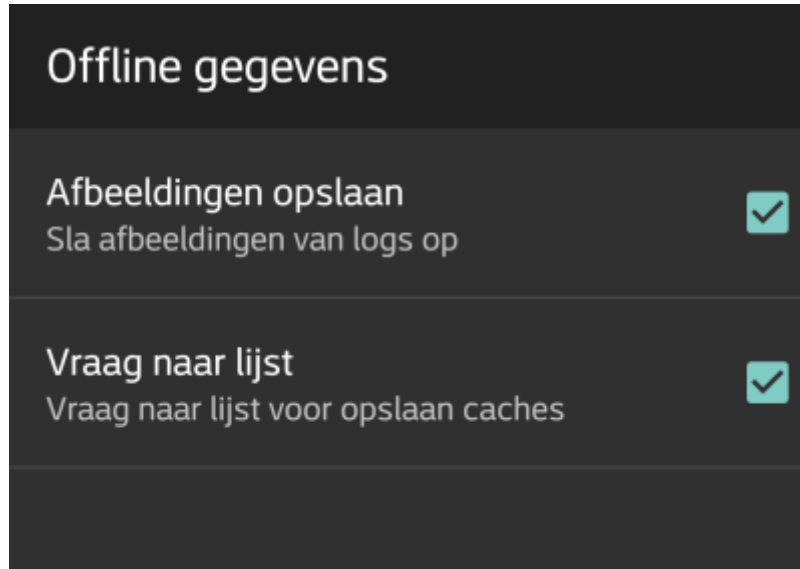 Offline gegevens
Afbeeldingen opslaan
Sla afbeeldingen van logs op
Vraag naar lijst
Vraag naar lijst voor opslaan caches